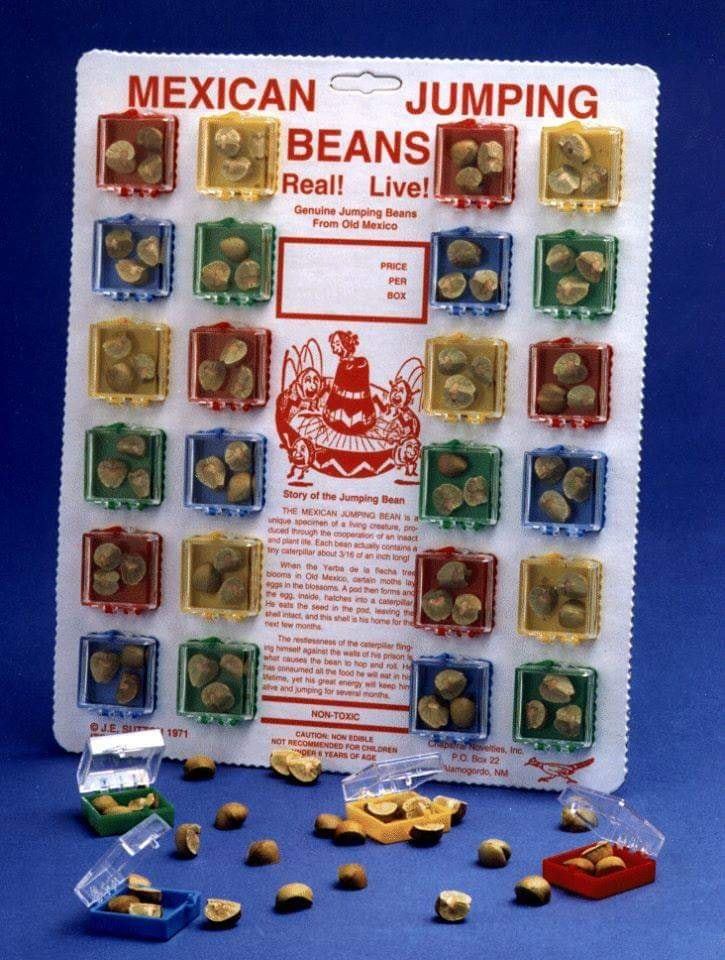 MEXICAN JUMPING
BEANS
Real! Live!
Genuine Jumping Beans
From Old Mexico
PRICE
PER
BOX
Story of the Jumping Bean
THE MEXICAN JUMPING BEAN is a
unique specimen of a living creature, pro-
duced through the cooperation of an insect
and plant life. Each bean actually contains a
tiny caterpillar about 3/16 of an inch long!
When the Yerba de la flecha tree
blooms in Old Mexico, certain moths lay
eggs in the blossoms. A pod then forms and
the egg, inside, hatches into a caterpillar.
He eats the seed in the pod, leaving the
shell intact, and this shell is his home for the
next few months.
The restlessness of the caterpillar fling-
ing himself against the walls of his prison is
what causes the bean to hop and roll. He
has consumed all the food he will eat in his
lifetime, yet his great energy will keep him
alive and jumping for several months.
NON-TOXIC
CAUTION: NON EDIBLE
NOT RECOMMENDED FOR CHILDREN
UNDER 6 YEARS OF AGE
© J.E. 1971
Chaparral Novelties, Inc.
P.O. Box 22
Alamogordo, NM